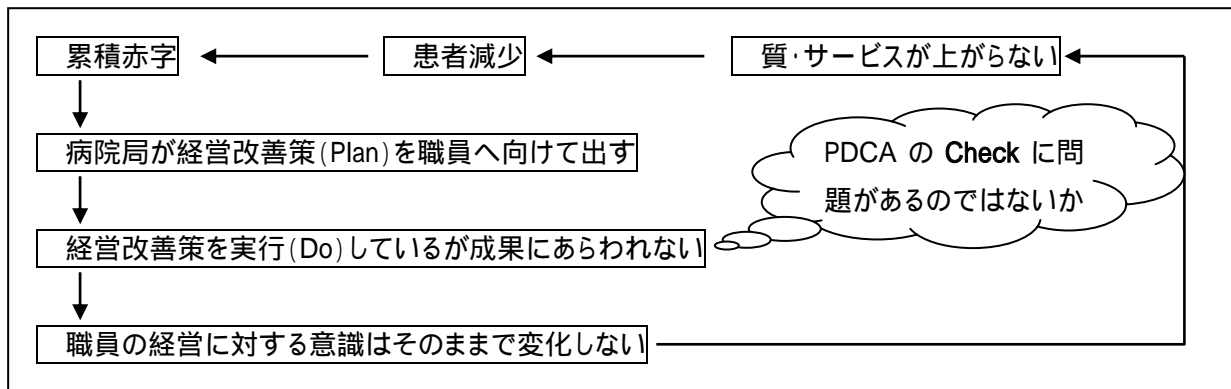 累積赤字
患者減少
質・サービスが上がらない
病院局が経営改善策(Plan)を職員へ向けて出す
PDCA の Check に問
題があるのではないか
経営改善策を実行(Do)しているが成果にあらわれない
職員の経営に対する意識はそのままで変化しない